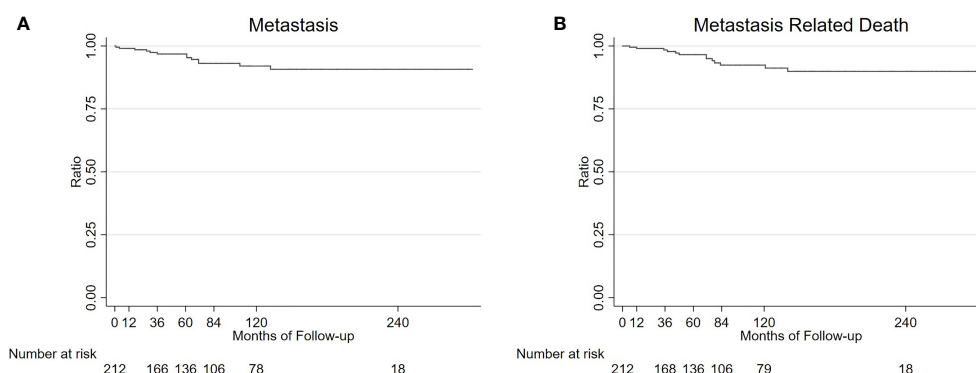 A
Metastasis
1.00
0.75
0.50
0.25
0.00
Ratio
0 12 36 60 84 120 240
Months of Follow-up
Number at risk
212 166 136 106 78 18
B
Metastasis Related Death
1.00
0.75
0.50
0.25
0.00
Ratio
0 12 36 60 84 120 240
Months of Follow-up
Number at risk
212 168 136 106 79 18